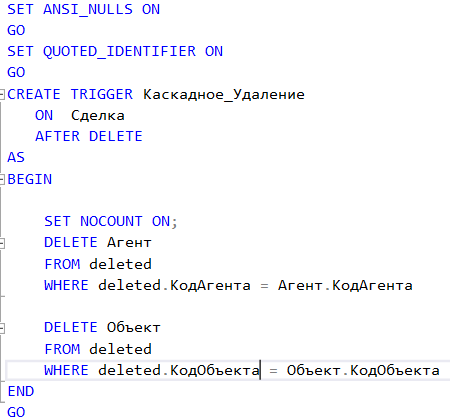 SET ANSI_NULLS ON
GO
SET QUOTED_IDENTIFIER ON
GO
CREATE TRIGGER Каскадное_Удаление
ON Сделка
AFTER DELETE
AS
BEGIN
SET NOCOUNT ON;
DELETE Агент
FROM deleted
WHERE deleted.КодАгента = Агент.КодАгента
DELETE Объект
FROM deleted
WHERE deleted.КодОбъекта = Объект.КодОбъекта
END
GO